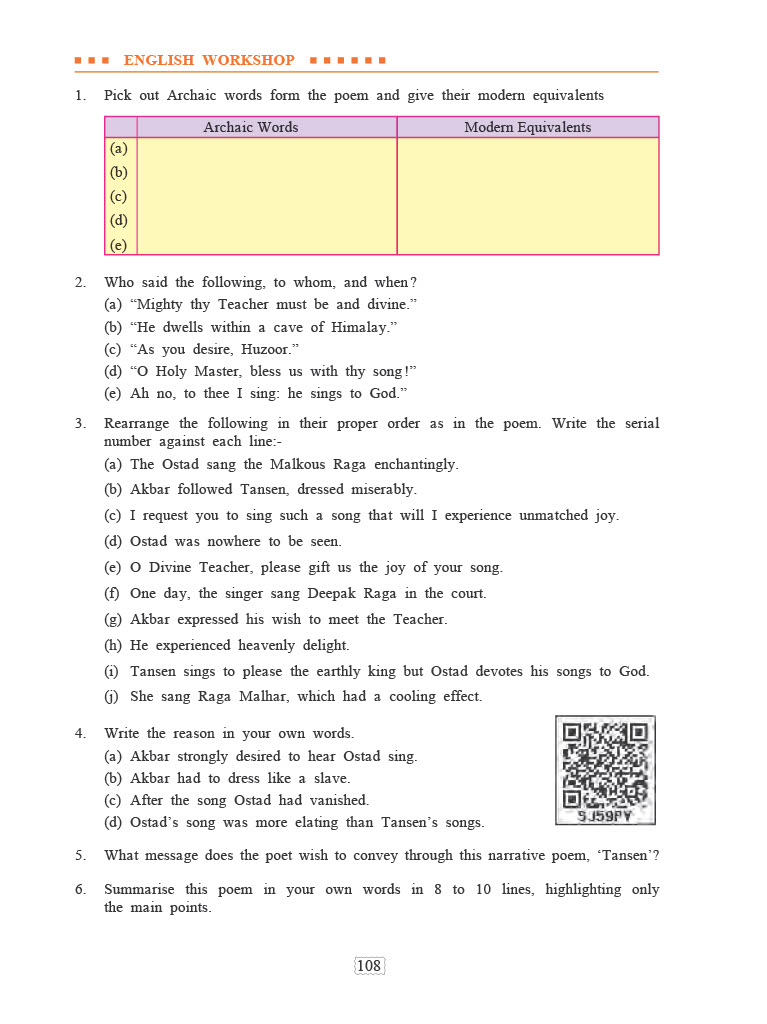 ENGLISH WORKSHOP
1. Pick out Archaic words form the poem and give their modern equivalents
Archaic Words Modern Equivalents
(a)
(b)
(c)
(d)
(e)
2. Who said the following, to whom, and when?
(a) “Mighty thy Teacher must be and divine.”
(b) “He dwells within a cave of Himalay.”
(c) “As you desire, Huzoor.”
(d) “O Holy Master, bless us with thy song!”
(e) Ah no, to thee I sing: he sings to God.”
3. Rearrange the following in their proper order as in the poem. Write the serial
number against each line:-
(a) The Ostad sang the Malkous Raga enchantingly.
(b) Akbar followed Tansen, dressed miserably.
(c) I request you to sing such a song that will I experience unmatched joy.
(d) Ostad was nowhere to be seen.
(e) O Divine Teacher, please gift us the joy of your song.
(f) One day, the singer sang Deepak Raga in the court.
(g) Akbar expressed his wish to meet the Teacher.
(h) He experienced heavenly delight.
(i) Tansen sings to please the earthly king but Ostad devotes his songs to God.
(j) She sang Raga Malhar, which had a cooling effect.
4. Write the reason in your own words.
(a) Akbar strongly desired to hear Ostad sing.
(b) Akbar had to dress like a slave.
(c) After the song Ostad had vanished.
(d) Ostad’s song was more elating than Tansen’s songs.
SJ59PY
5. What message does the poet wish to convey through this narrative poem, ‘Tansen’?
6. Summarise this poem in your own words in 8 to 10 lines, highlighting only
the main points.
108